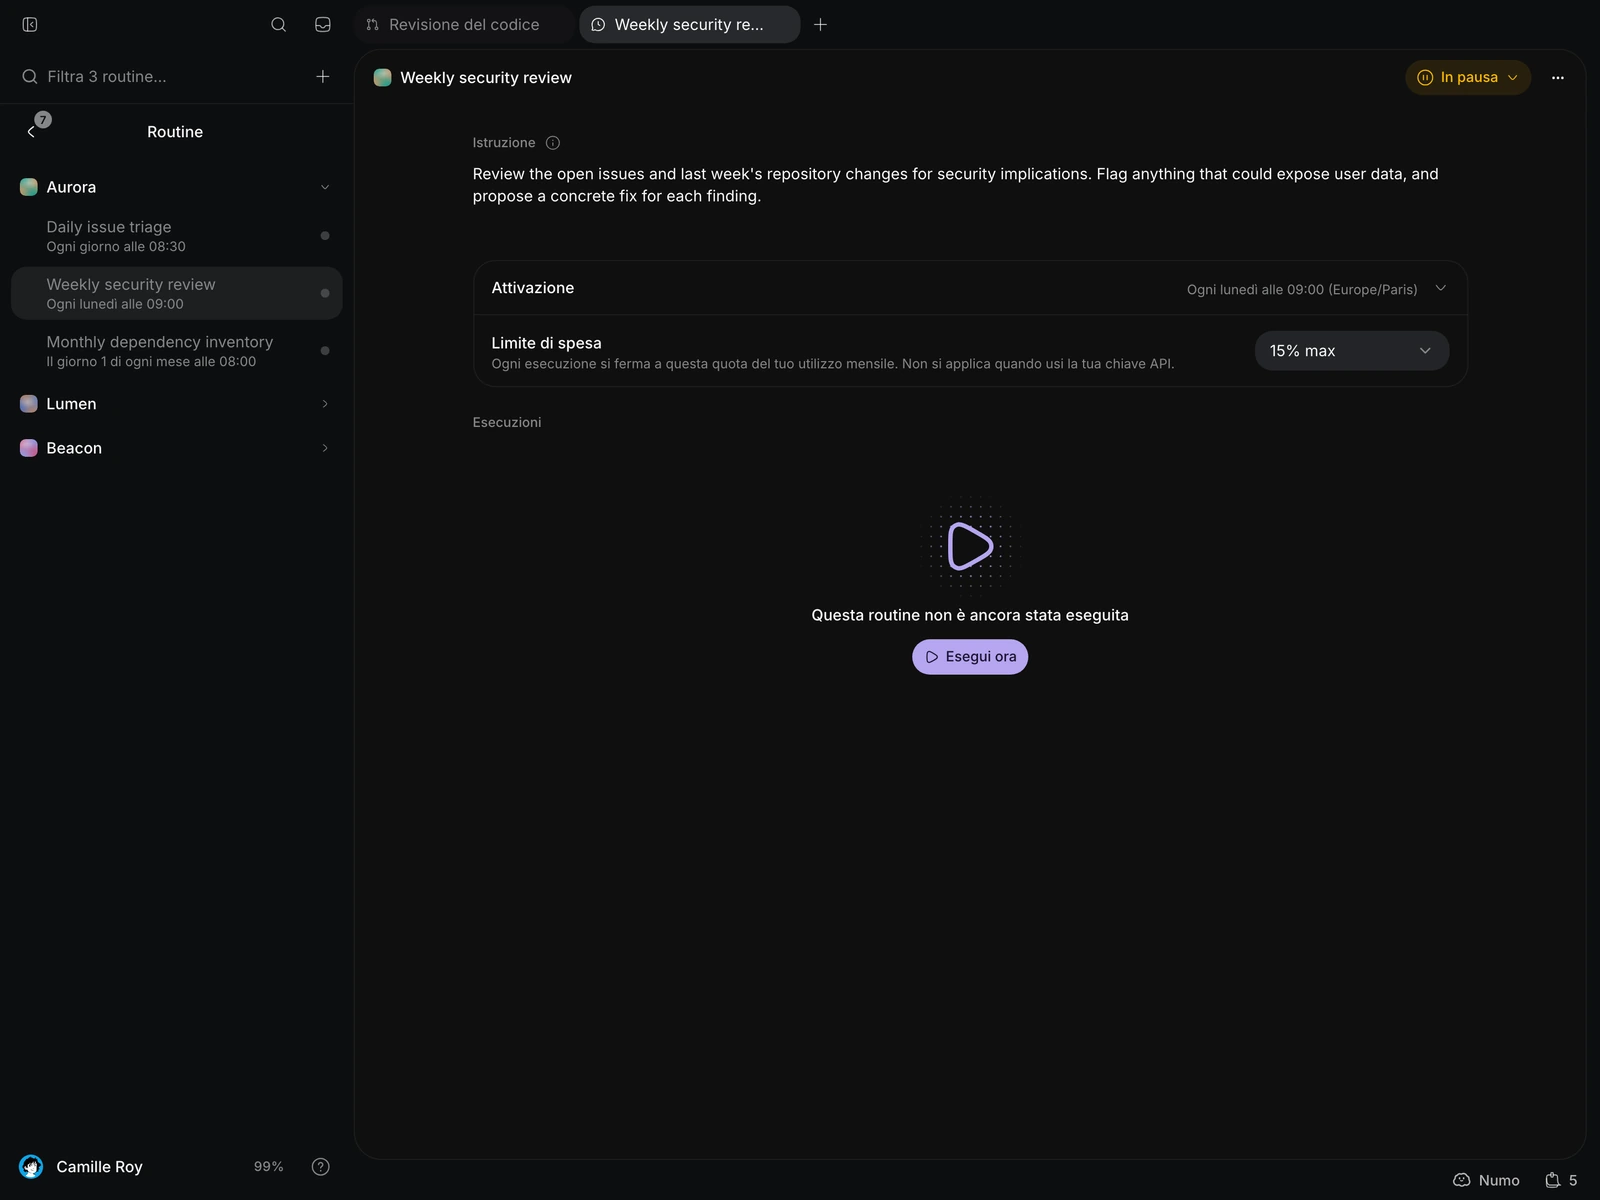 Revisione del codice
Weekly security re...
Filtra 3 routine...
7
Routine
Aurora
Daily issue triage
Ogni giorno alle 08:30
Weekly security review
Ogni lunedì alle 09:00
Monthly dependency inventory
Il giorno 1 di ogni mese alle 08:00
Lumen
Beacon
Camille Roy
99%
Weekly security review
In pausa
Istruzione
Review the open issues and last week's repository changes for security implications. Flag anything that could expose user data, and
propose a concrete fix for each finding.
Attivazione
Ogni lunedì alle 09:00 (Europe/Paris)
Limite di spesa
Ogni esecuzione si ferma a questa quota del tuo utilizzo mensile. Non si applica quando usi la tua chiave API.
15% max
Esecuzioni
Questa routine non è ancora stata eseguita
Esegui ora
Numo
5